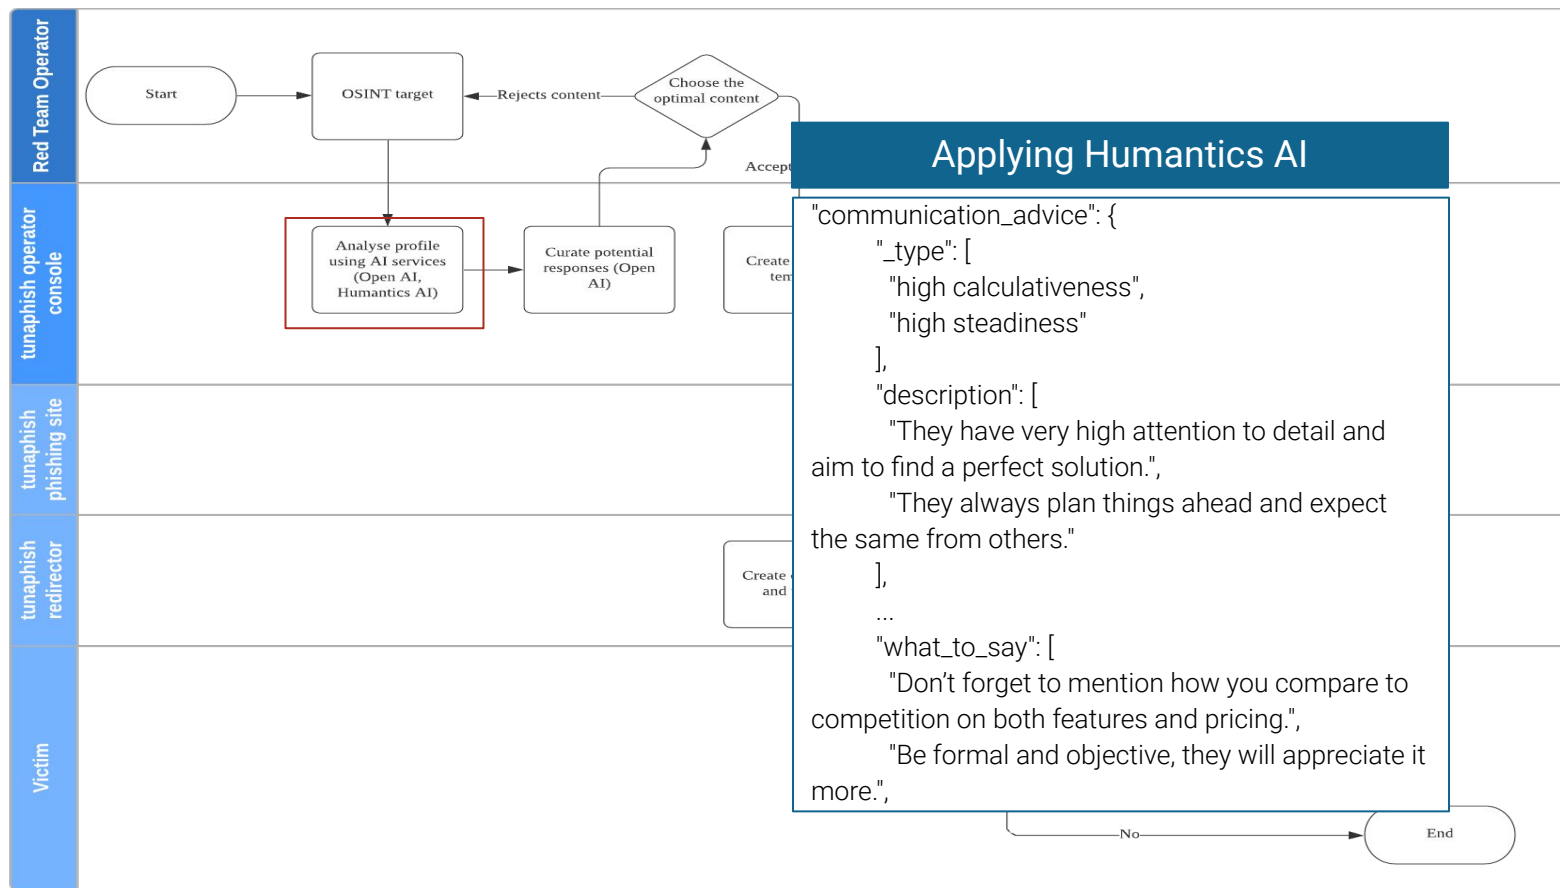 Red Team Operator
Start
OSINT target
Rejects content
Choose the
optimal content
Accept
tunaphish operator
console
Analyse profile
using AI services
(Open AI,
Humantics AI)
Curate potential
responses (Open
AI)
Create
tem
tunaphish
phishing site
tunaphish
redirector
Create
and
Victim
No
End
Applying Humantics AI
"communication_advice": {
"_type": [
"high calculativeness",
"high steadiness"
],
"description": [
"They have very high attention to detail and
aim to find a perfect solution.",
"They always plan things ahead and expect
the same from others."
],
...
"what_to_say": [
"Don’t forget to mention how you compare to
competition on both features and pricing.",
"Be formal and objective, they will appreciate it
more.",